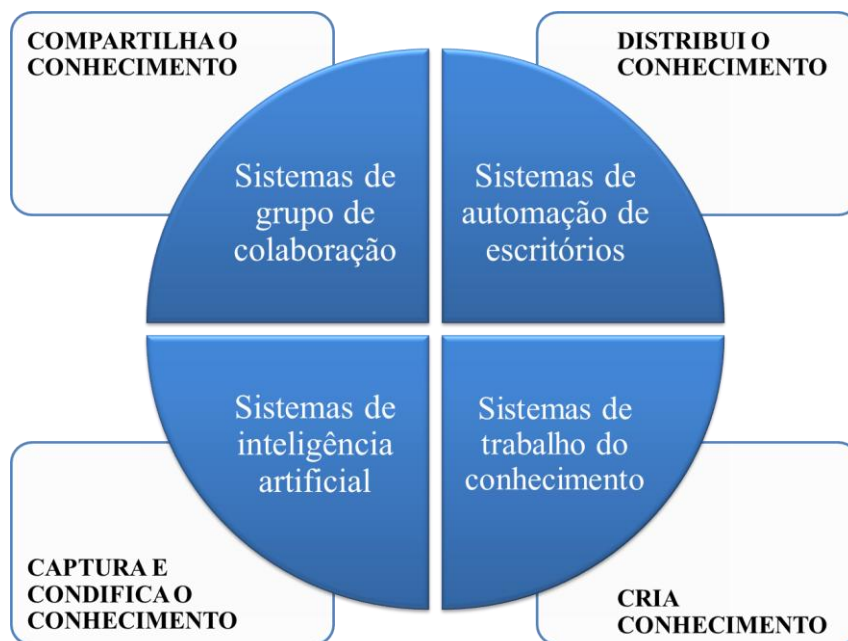 COMPARTILHA O
CONHECIMENTO
DISTRIBUI O
CONHECIMENTO
Sistemas de
grupo de
colaboração
Sistemas de
automação de
escritórios
Sistemas de
inteligência
artificial
Sistemas de
trabalho do
conhecimento
CAPTURA E
CONDIFICA O
CONHECIMENTO
CRIA
CONHECIMENTO